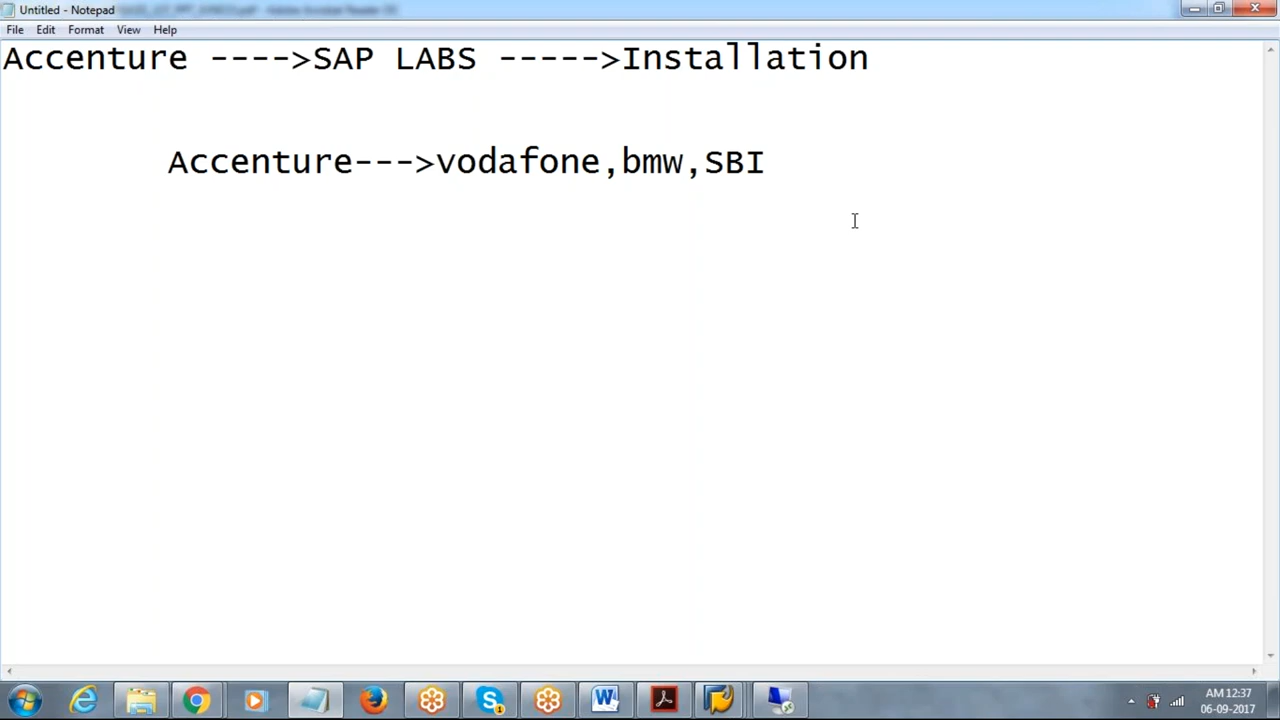 Untitled - Notepad
File Edit Format View Help
Accenture ---->SAP LABS ----->Installation
Accenture--->vodafone,bmw,SBI
AM 12:37
06-09-2017